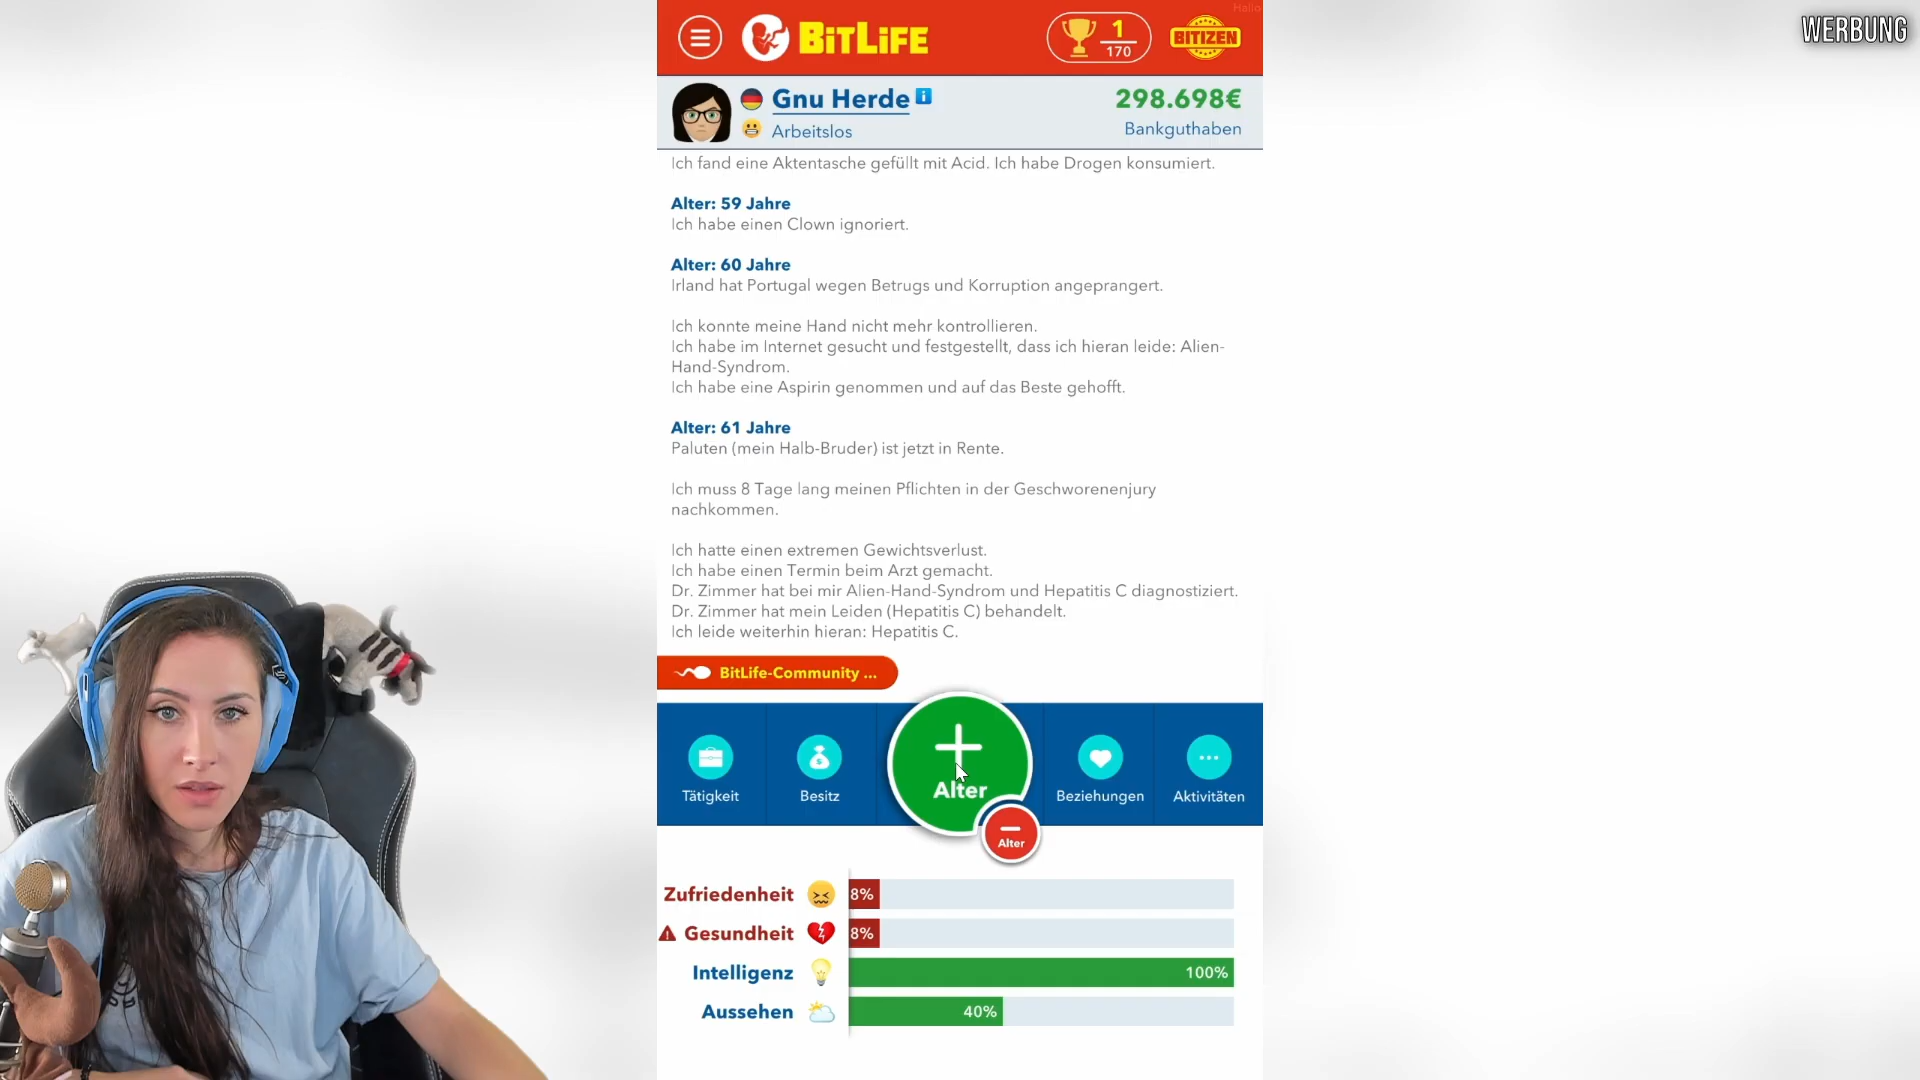 Hallo
WERBUNG
BiTLiFE
1
170
BITIZEN
Gnu Herde
298.698€
Arbeitslos
Bankguthaben
Ich fand eine Aktentasche gefüllt mit Acid. Ich habe Drogen konsumiert.
Alter: 59 Jahre
Ich habe einen Clown ignoriert.
Alter: 60 Jahre
Irland hat Portugal wegen Betrugs und Korruption angeprangert.
Ich konnte meine Hand nicht mehr kontrollieren.
Ich habe im Internet gesucht und festgestellt, dass ich hieran leide: Alien-
Hand-Syndrom.
Ich habe eine Aspirin genommen und auf das Beste gehofft.
Alter: 61 Jahre
Paluten (mein Halb-Bruder) ist jetzt in Rente.
Ich muss 8 Tage lang meinen Pflichten in der Geschworenenjury
nachkommen.
Ich hatte einen extremen Gewichtsverlust.
Ich habe einen Termin beim Arzt gemacht.
Dr. Zimmer hat bei mir Alien-Hand-Syndrom und Hepatitis C diagnostiziert.
Dr. Zimmer hat mein Leiden (Hepatitis C) behandelt.
Ich leide weiterhin hieran: Hepatitis C.
BitLife-Community ...
Tätigkeit
Besitz
Alter
Beziehungen
Aktivitäten
Alter
Zufriedenheit
8%
Gesundheit
8%
Intelligenz
100%
Aussehen
40%